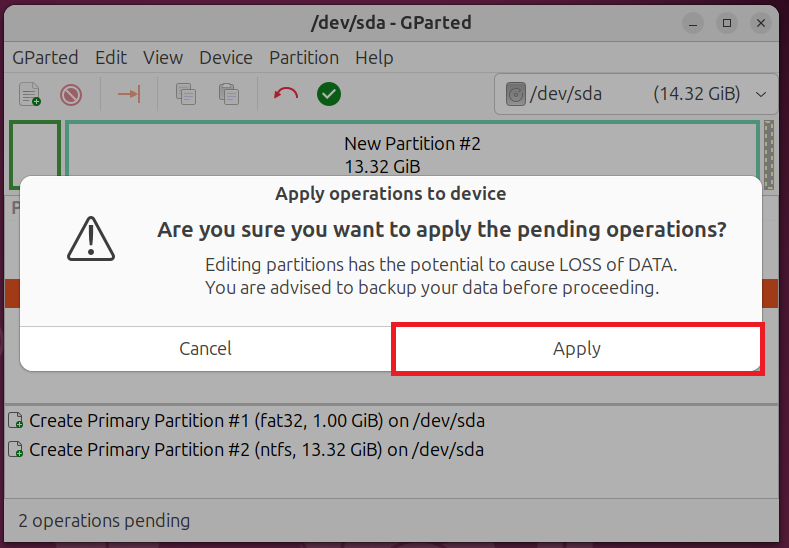 /dev/sda - GParted
GParted Edit View Device Partition Help
/dev/sda (14.32 GiB)
New Partition #2
13.32 GiB
Apply operations to device
Are you sure you want to apply the pending operations?
Editing partitions has the potential to cause LOSS of DATA.
You are advised to backup your data before proceeding.
Cancel Apply
Create Primary Partition #1 (fat32, 1.00 GiB) on /dev/sda
Create Primary Partition #2 (ntfs, 13.32 GiB) on /dev/sda
2 operations pending